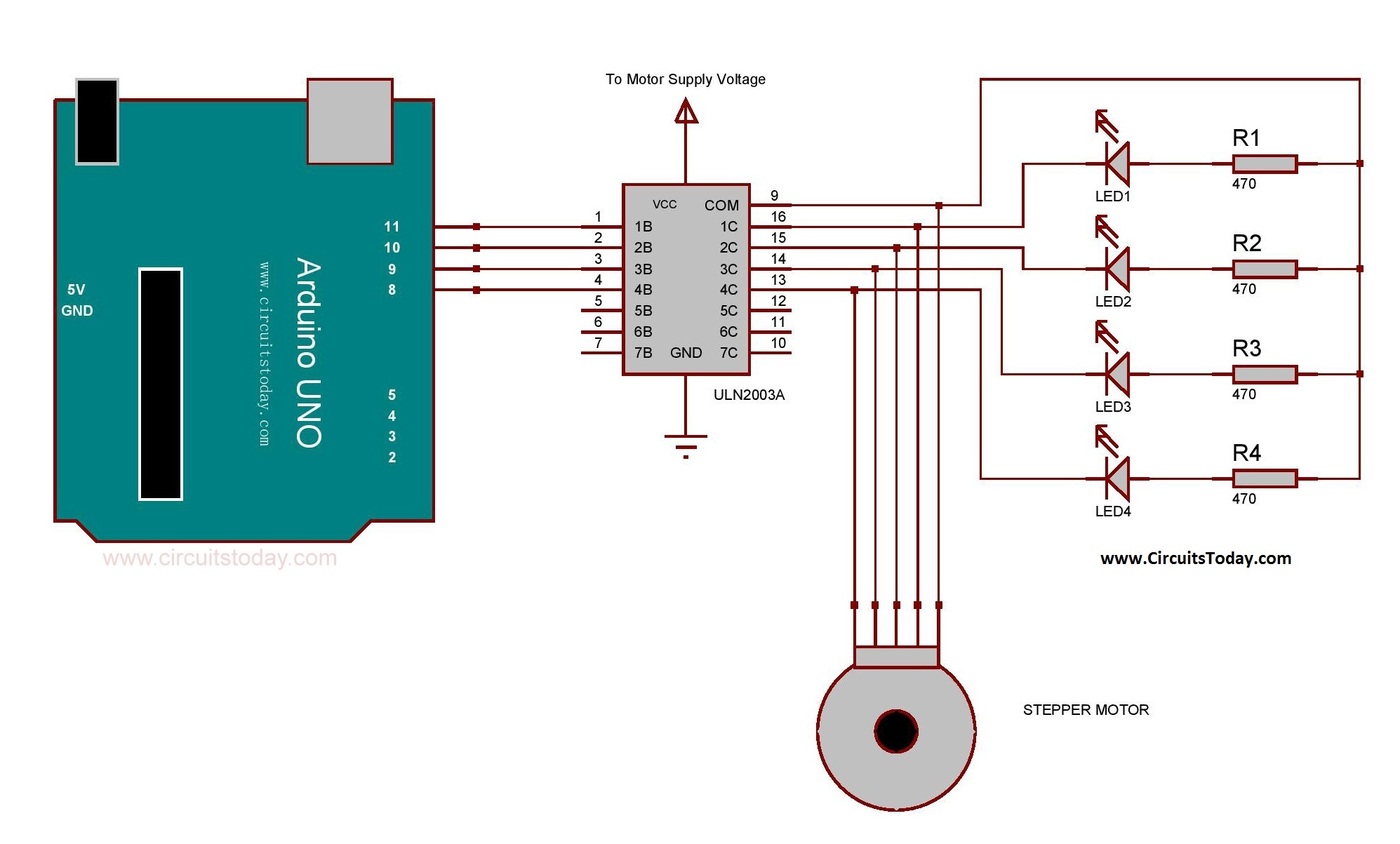 To Motor Supply Voltage
11
10
9
8
5V
GND
5
4
3
2
Arduino UNO
www.circuitstoday.com
www.circuitstoday.com
VCC
COM
9
1
1B
1C
16
2
2B
2C
15
3
3B
3C
14
4
4B
4C
13
5
5B
5C
12
6
6B
6C
11
7
7B
GND
7C
10
ULN2003A
LED1
R1
470
LED2
R2
470
LED3
R3
470
LED4
R4
470
www.CircuitsToday.com
STEPPER MOTOR